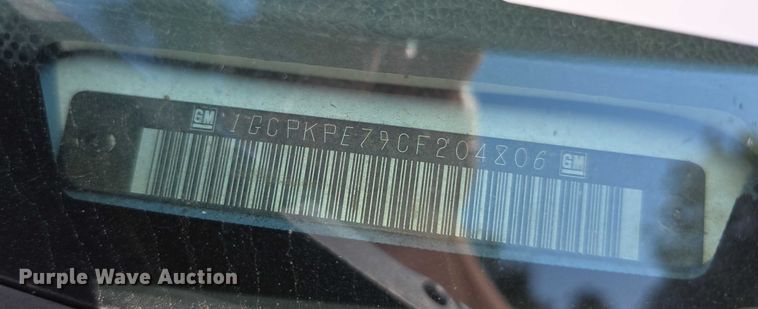 GM 1GCPKPE79CF204806 GM
Purple Wave Auction